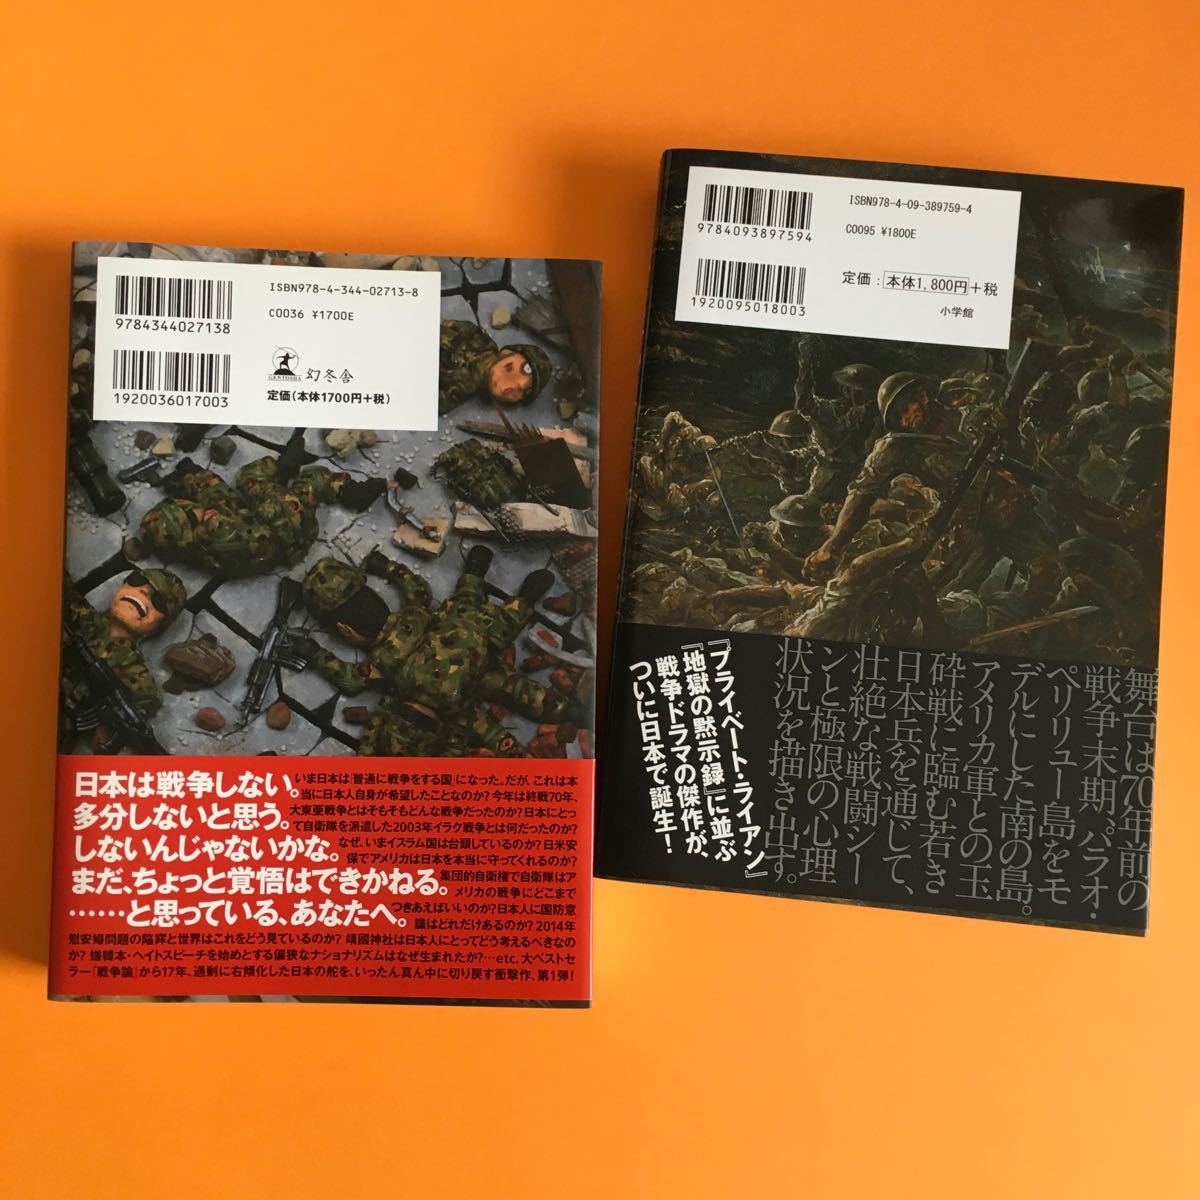 ISBN978-4-344-02713-8
C0036 ¥1700E
9784344027138
GENTOSHA
幻冬舎
1920036017003
定価(本体1700円+税)
日本は戦争しない。
多分しないと思う。
しないんじゃないかな。
まだ、ちょっと覚悟はできかねる。
……と思っている、あなたへ。
いま日本は「普通に戦争をする国」になった。だが、これは本
当に日本人自身が希望したことなのか? 今年は終戦70年、
大東亜戦争とはそもそもどんな戦争だったのか? 日本にとっ
て自衛隊を派遣した2003年イラク戦争とは何だったのか?
なぜ、いまイスラム国は台頭しているのか? 日米安
保でアメリカは日本を本当に守ってくれるのか?
集団的自衛権で自衛隊はア
メリカの戦争にどこまで
つきあえばいいのか? 日本人に国防意
識はどれだけあるのか? 2014年
慰安婦問題の陥穽と世界はこれをどう見ているのか? 靖國神社は日本人にとってどう考えるべきなの
か? 嫌韓本・ヘイトスピーチを始めとする偏狭なナショナリズムはなぜ生まれたか?…etc. 大ベストセ
ラー『戦争論』から17年、過剰に右傾化した日本の舵を、いったん真ん中に切り戻す衝撃作、第1弾!
ISBN978-4-09-389759-4
C0095 ¥1800E
9784093897594
定価：本体1,800円+税
1920095018003
小学館
舞台は70年前の
戦争末期、パラオ・
ペリリュー島をモ
デルにした南の島。
アメリカ軍との玉
砕戦に臨む若き
日本兵を通じて、
壮絶な戦闘シー
ンと極限の心理
状況を描き出す。
『プライベート・ライアン』
『地獄の黙示録』に並ぶ
戦争ドラマの傑作が、
ついに日本で誕生!